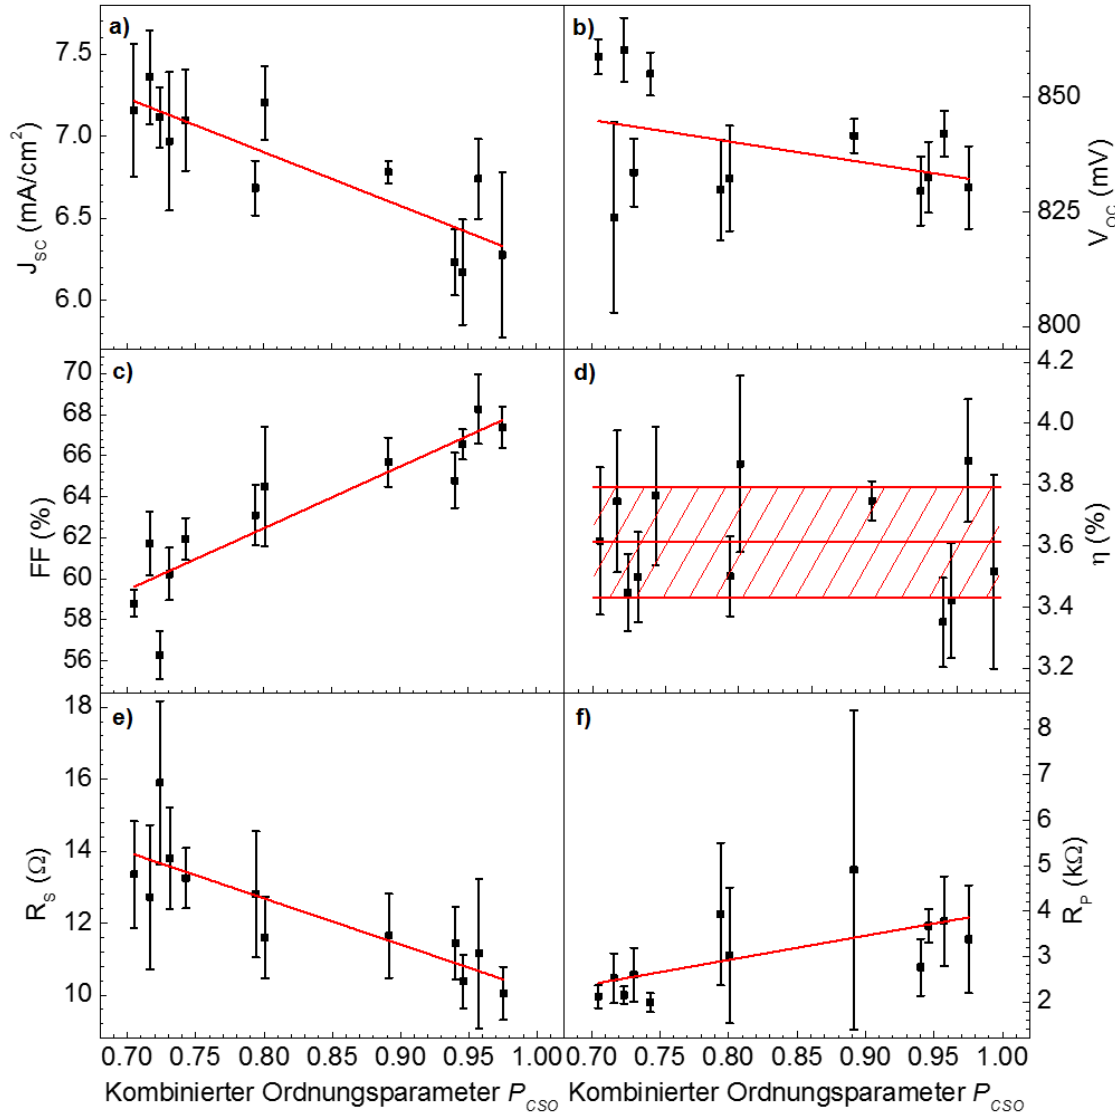 a)
7.5
7.0
6.5
6.0
J_SC (mA/cm²)
b)
850
825
800
V_OC (mV)
c)
70
68
66
64
62
60
58
56
FF (%)
d)
4.2
4.0
3.8
3.6
3.4
3.2
η (%)
e)
18
16
14
12
10
R_S (Ω)
f)
8
7
6
5
4
3
2
R_P (kΩ)
0.70 0.75 0.80 0.85 0.90 0.95 1.00
0.70 0.75 0.80 0.85 0.90 0.95 1.00
Kombinierter Ordnungsparameter P_CSO
Kombinierter Ordnungsparameter P_CSO